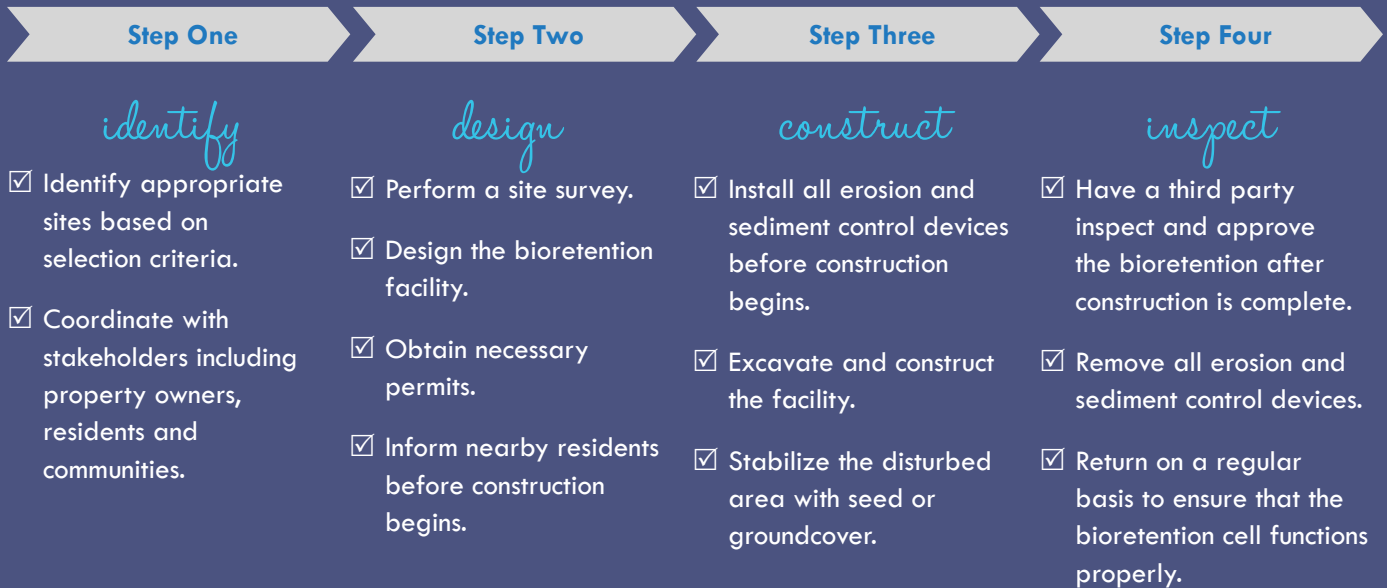 Step One
Step Two
Step Three
Step Four
identify
☑ Identify appropriate
sites based on
selection criteria.
☑ Coordinate with
stakeholders including
property owners,
residents and
communities.
design
☑ Perform a site survey.
☑ Design the bioretention
facility.
☑ Obtain necessary
permits.
☑ Inform nearby residents
before construction
begins.
construct
☑ Install all erosion and
sediment control devices
before construction
begins.
☑ Excavate and construct
the facility.
☑ Stabilize the disturbed
area with seed or
groundcover.
inspect
☑ Have a third party
inspect and approve
the bioretention after
construction is complete.
☑ Remove all erosion and
sediment control devices.
☑ Return on a regular
basis to ensure that the
bioretention cell functions
properly.